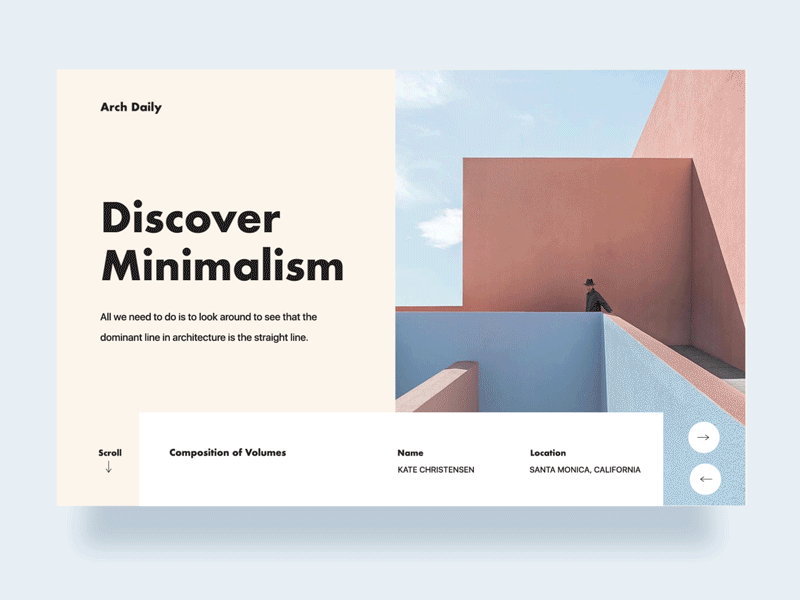 Arch Daily
Discover
Minimalism
All we need to do is to look around to see that the
dominant line in architecture is the straight line.
Scroll
Composition of Volumes
Name
KATE CHRISTENSEN
Location
SANTA MONICA, CALIFORNIA